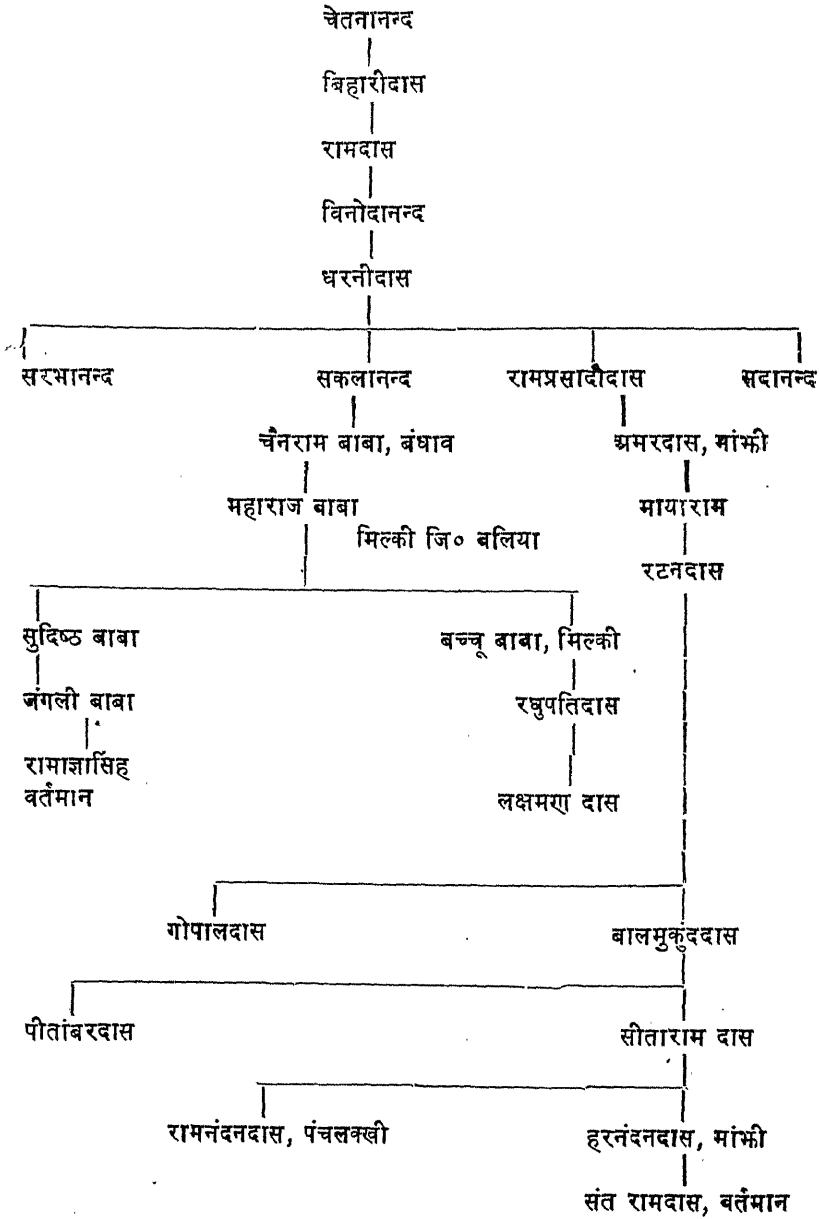 चेतनानन्द
बिहारीदास
रामदास
विनोदानन्द
धरनीदास
सरभानन्द सकलानन्द रामप्रसादीदास सदानन्द
चैनराम बाबा, बंघाव अमरदास, मांझी
महाराज बाबा मायाराम
मिल्की जि० बलिया
रटनदास
सुदिष्ठ बाबा बच्चू बाबा, मिल्की
जंगली बाबा रघुपतिदास
रामाज्ञासिंह
वर्तमान लक्षमण दास
गोपालदास बालमुकुंददास
पीतांबरदास सीताराम दास
रामनंदनदास, पंचलक्खी हरनंदनदास, मांझी
संत रामदास, वर्तमान